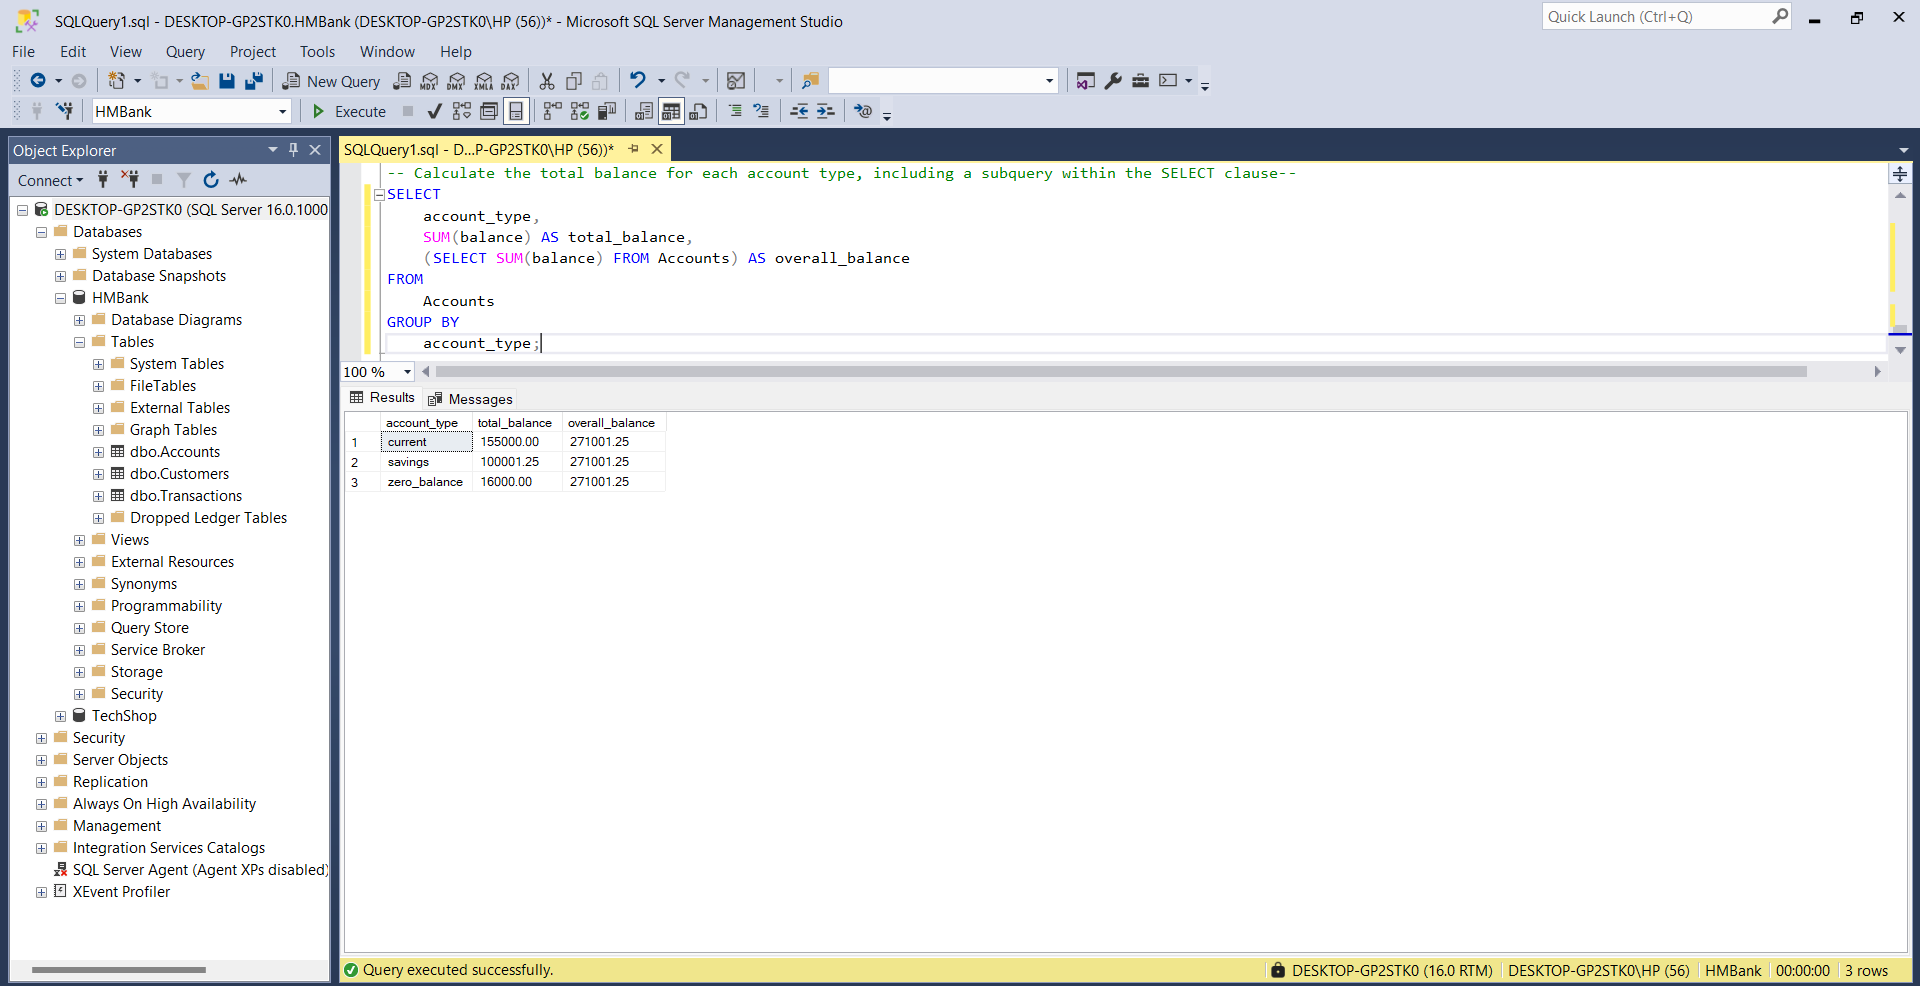 SQLQuery1.sql - DESKTOP-GP2STK0.HMBank (DESKTOP-GP2STK0\HP (56))* - Microsoft SQL Server Management Studio
Quick Launch (Ctrl+Q)
File Edit View Query Project Tools Window Help
New Query MDX DMX XMLA DAX
HMBank Execute
Object Explorer
Connect
DESKTOP-GP2STK0 (SQL Server 16.0.1000
Databases
System Databases
Database Snapshots
HMBank
Database Diagrams
Tables
System Tables
FileTables
External Tables
Graph Tables
dbo.Accounts
dbo.Customers
dbo.Transactions
Dropped Ledger Tables
Views
External Resources
Synonyms
Programmability
Query Store
Service Broker
Storage
Security
TechShop
Security
Server Objects
Replication
Always On High Availability
Management
Integration Services Catalogs
SQL Server Agent (Agent XPs disabled)
XEvent Profiler
SQLQuery1.sql - D...P-GP2STK0\HP (56))*
-- Calculate the total balance for each account type, including a subquery within the SELECT clause--
SELECT
account_type,
SUM(balance) AS total_balance,
(SELECT SUM(balance) FROM Accounts) AS overall_balance
FROM
Accounts
GROUP BY
account_type;
100 %
Results Messages
account_type total_balance overall_balance
1 current 155000.00 271001.25
2 savings 100001.25 271001.25
3 zero_balance 16000.00 271001.25
Query executed successfully.
DESKTOP-GP2STK0 (16.0 RTM) DESKTOP-GP2STK0\HP (56) HMBank 00:00:00 3 rows